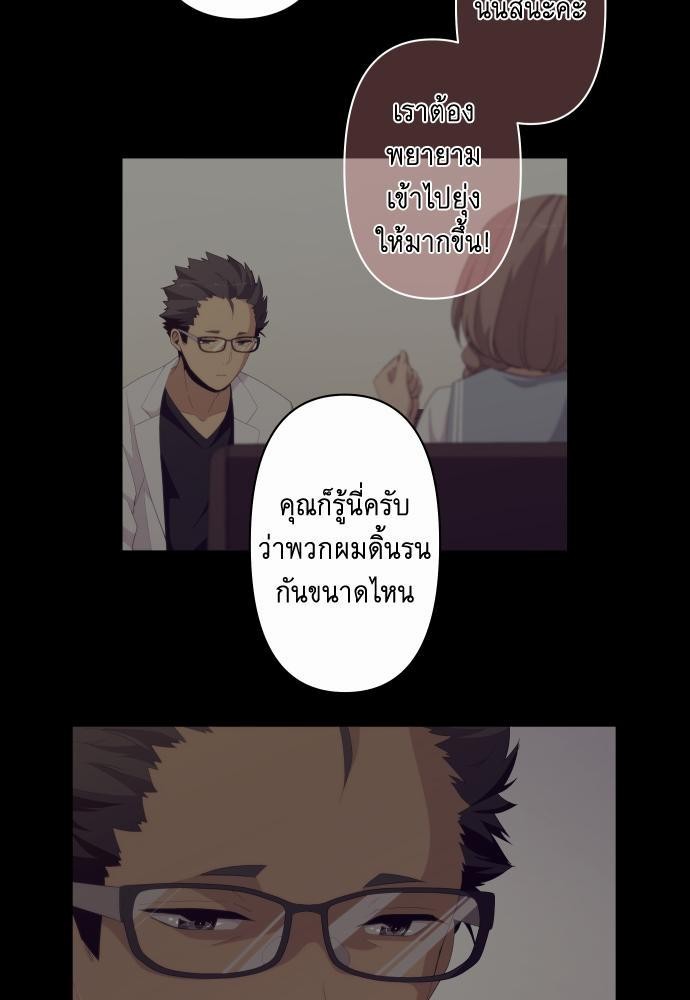 นั่นสินะคะ
เราต้อง
พยายาม
เข้าไปยุ่ง
ให้มากขึ้น!
คุณก็รู้นี่ครับ
ว่าพวกผมดิ้นรน
กันขนาดไหน